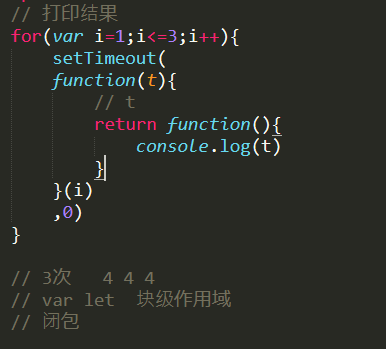 // 打印结果
for(var i=1;i<=3;i++){
    setTimeout(
    function(t){
        // t
        return function(){
            console.log(t)
        }
    }(i)
    ,0)
}
// 3次   4 4 4
// var let  块级作用域
// 闭包